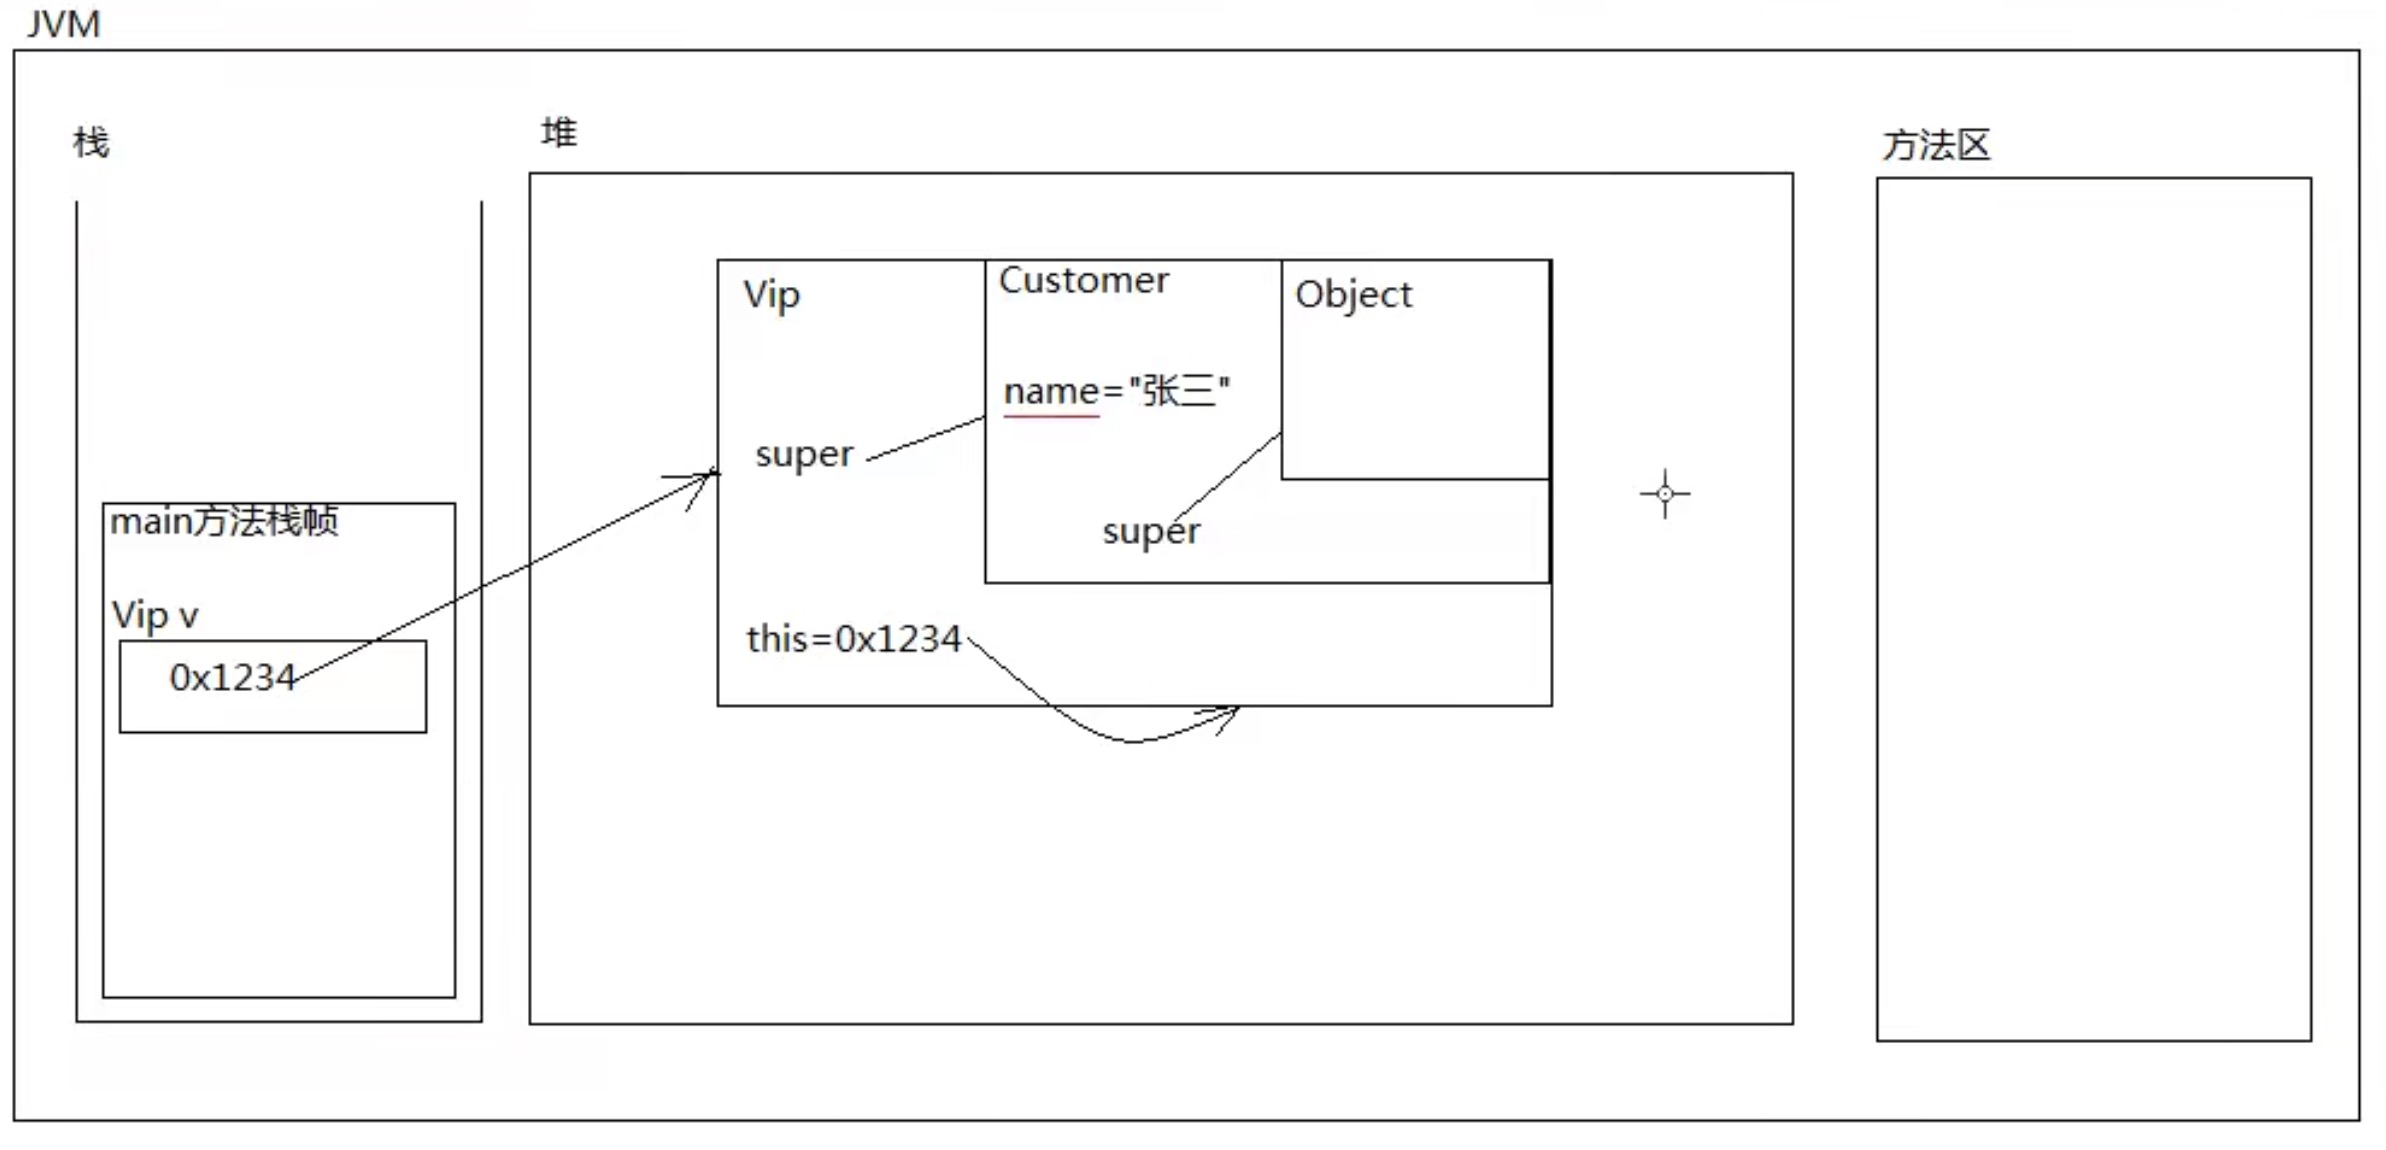 JVM
栈
堆
方法区
main方法栈帧
Vip v
0x1234
Vip
super
this=0x1234
Customer
name="张三"
super
Object